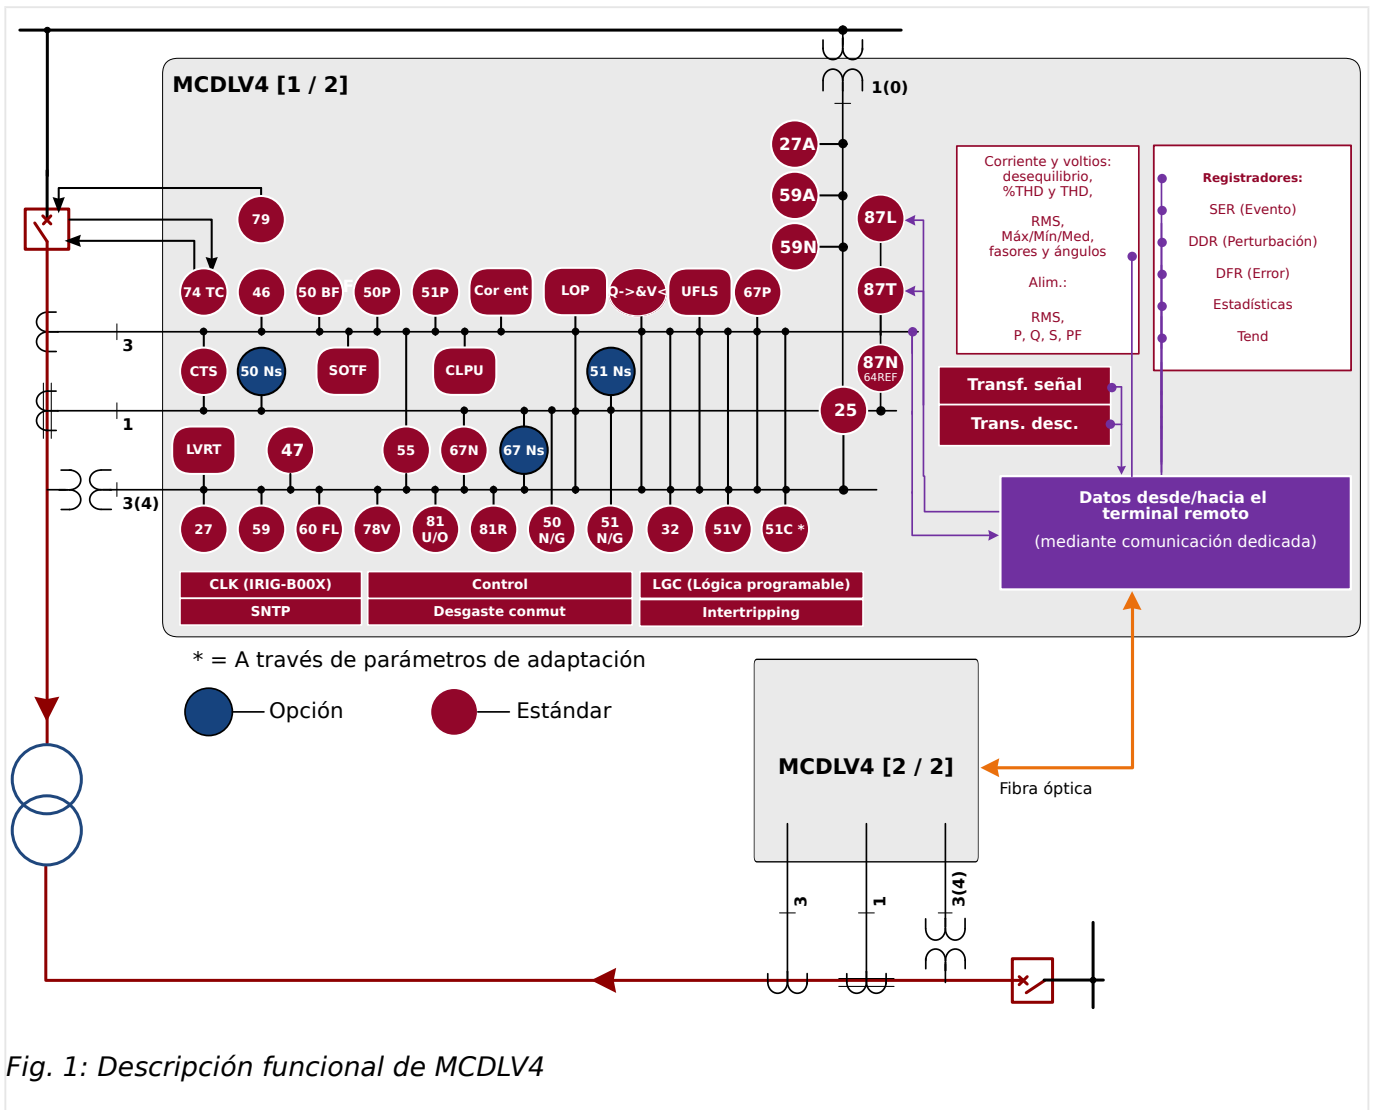 MCDLV4 [1 / 2]
1(0)
27A
59A
59N
87L
87T
87N
64REF
25
Corriente y voltios:
desequilibrio,
%THD y THD,
RMS,
Máx/Mín/Med,
fasores y ángulos
Alim.:
RMS,
P, Q, S, PF
Registradores:
SER (Evento)
DDR (Perturbación)
DFR (Error)
Estadísticas
Tend
79
74 TC
46
50 BF
50P
51P
Cor ent
LOP
Q->&V<
UFLS
67P
3
CTS
50 Ns
SOTF
CLPU
51 Ns
1
Transf. señal
Trans. desc.
LVRT
47
55
67N
67 Ns
3(4)
27
59
60 FL
78V
81
U/O
81R
50
N/G
51
N/G
32
51V
51C *
Datos desde/hacia el
terminal remoto
(mediante comunicación dedicada)
CLK (IRIG-B00X)
Control
LGC (Lógica programable)
SNTP
Desgaste conmut
Intertripping
* = A través de parámetros de adaptación
Opción
Estándar
MCDLV4 [2 / 2]
Fibra óptica
3
1
3(4)
Fig. 1: Descripción funcional de MCDLV4